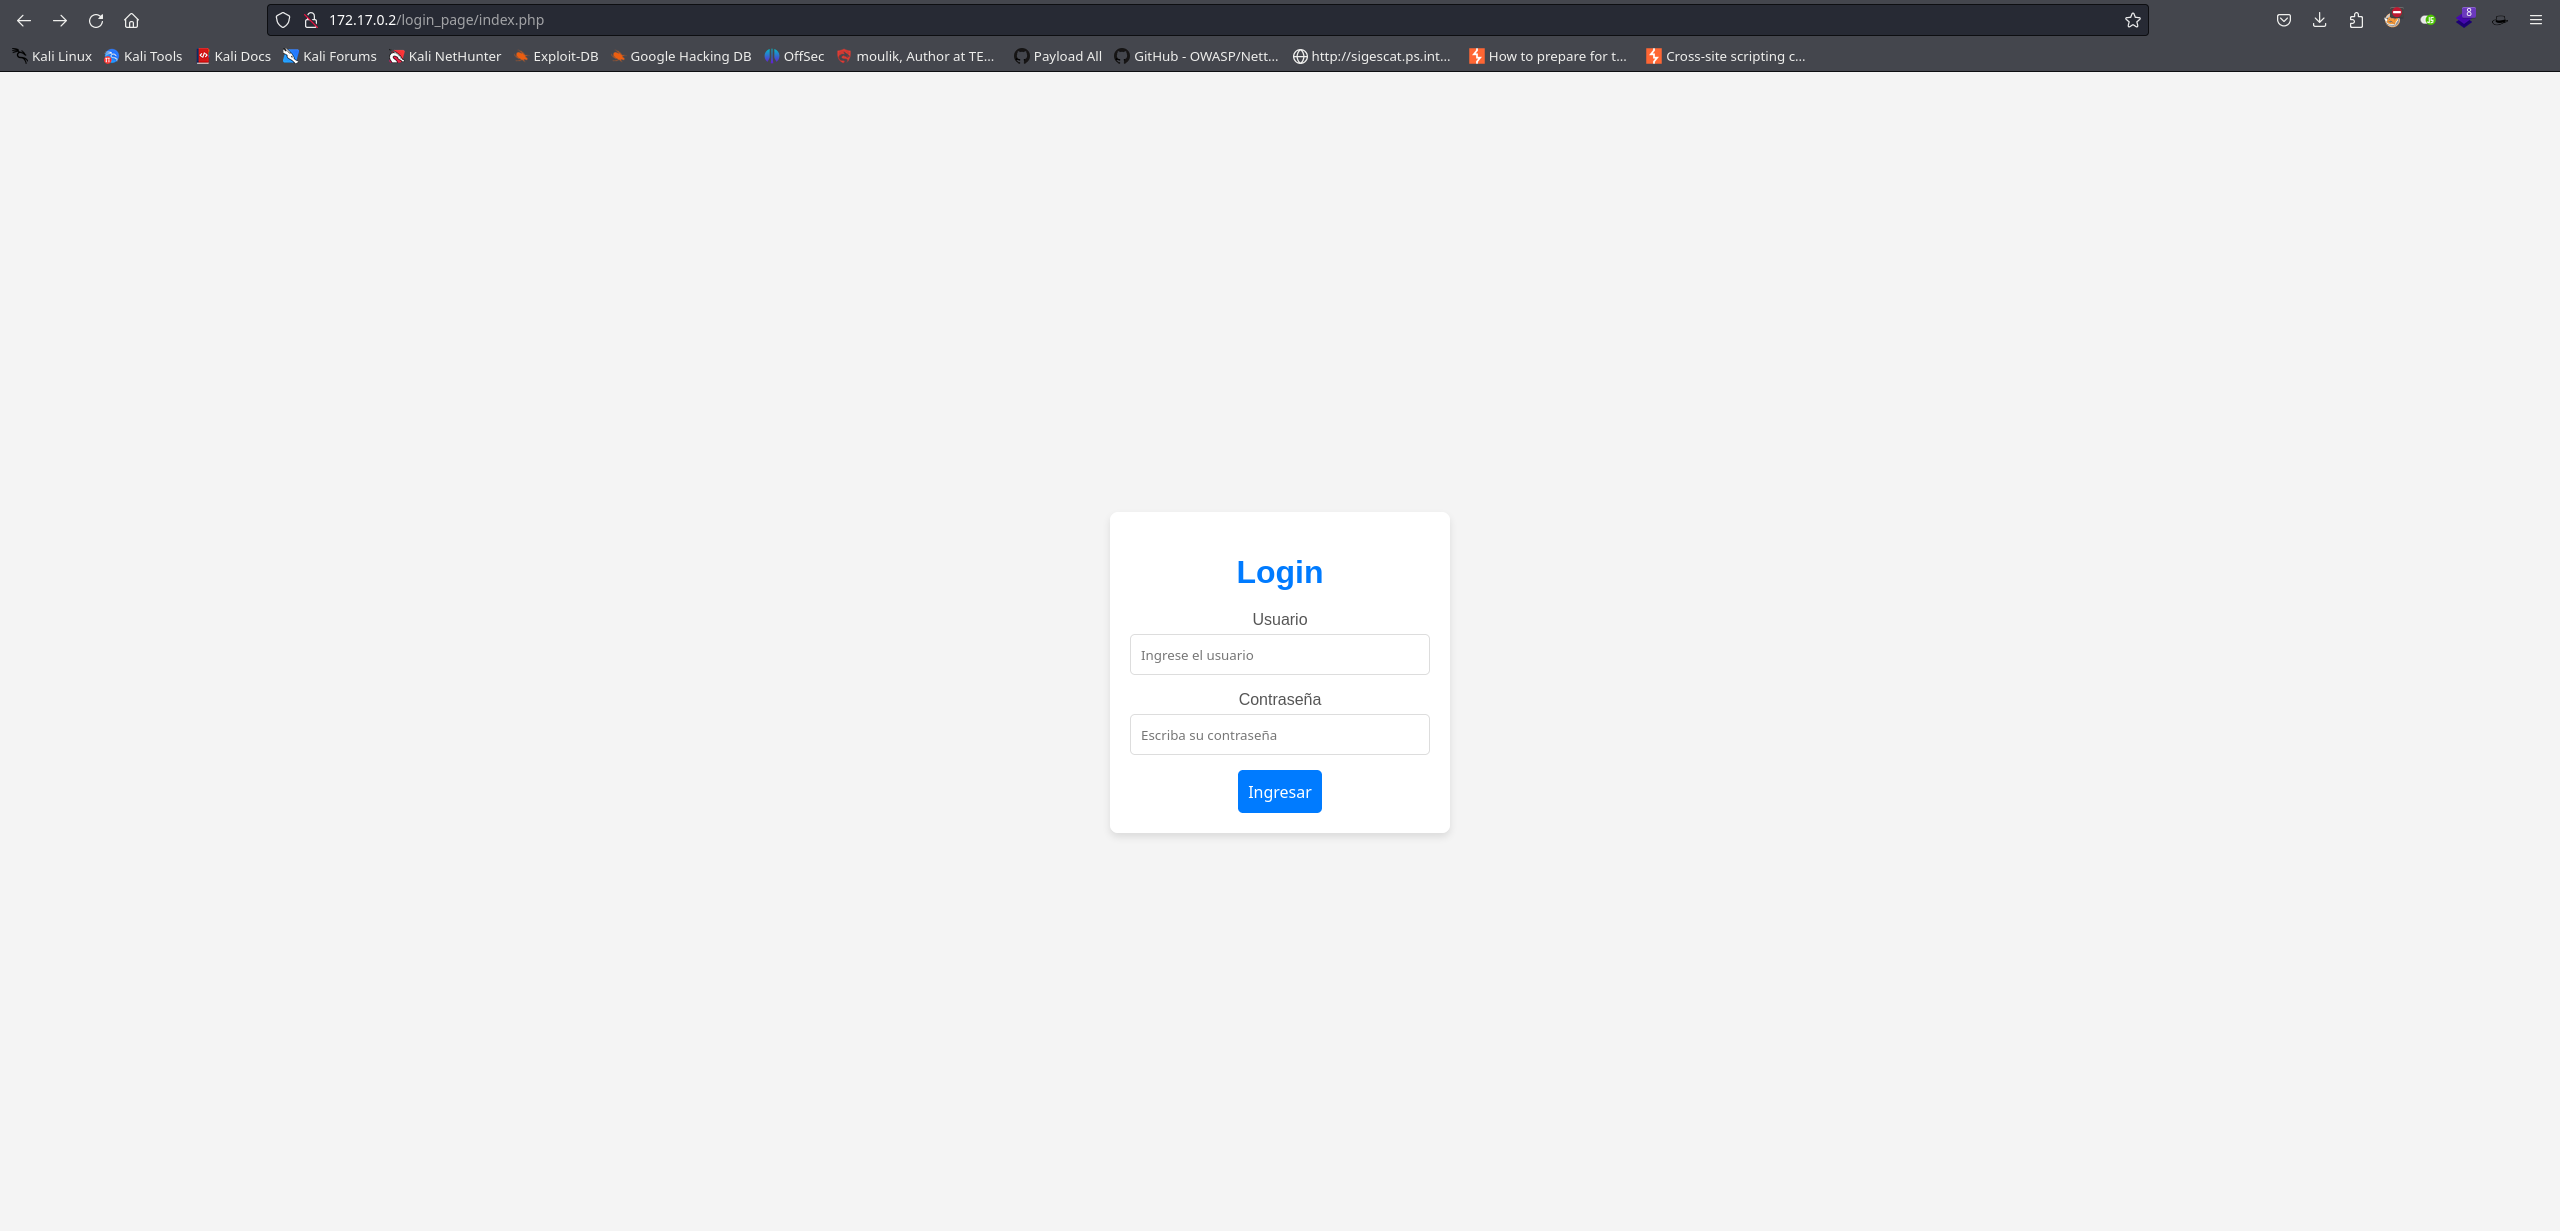 172.17.0.2/login_page/index.php
8
Kali Linux Kali Tools Kali Docs Kali Forums Kali NetHunter Exploit-DB Google Hacking DB OffSec moulik, Author at TE... Payload All GitHub - OWASP/Nett... http://sigescat.ps.int... How to prepare for t... Cross-site scripting c...
Login
Usuario
Ingrese el usuario
Contraseña
Escriba su contraseña
Ingresar